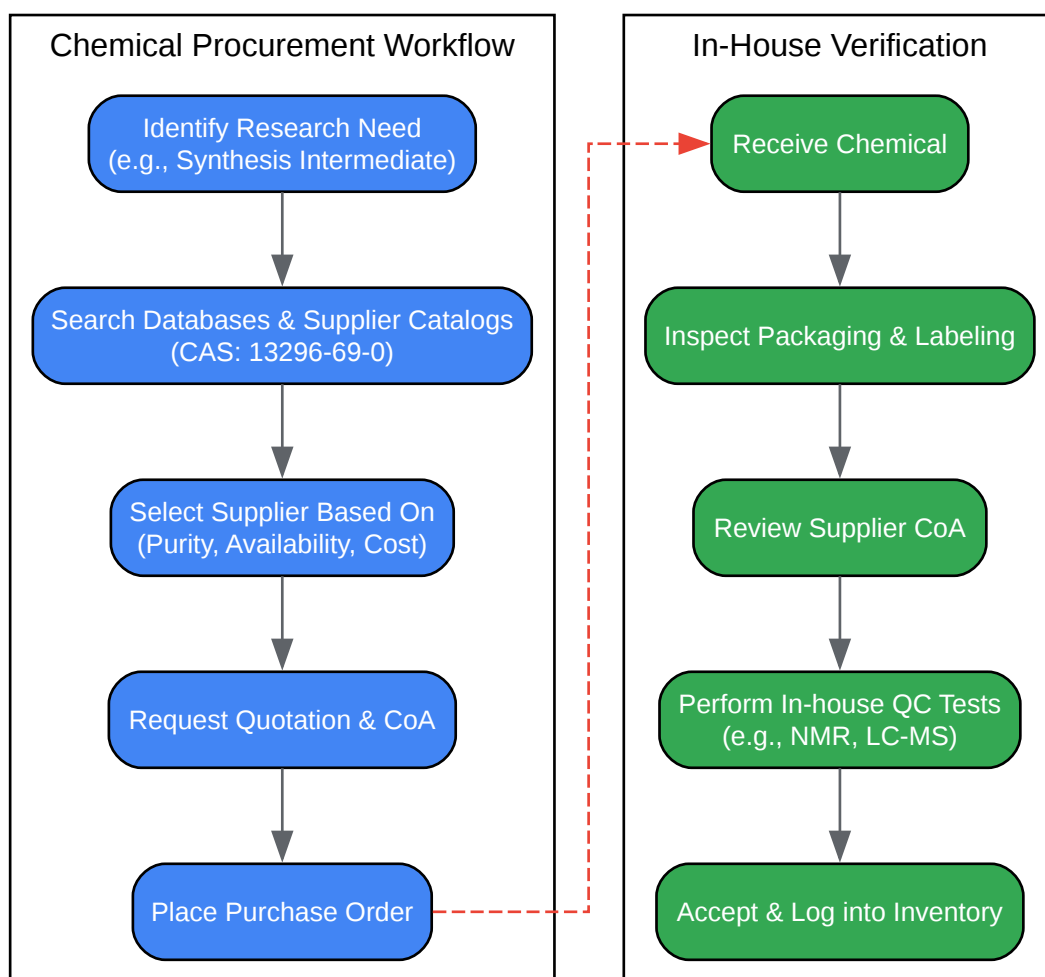 Chemical Procurement Workflow
Identify Research Need
(e.g., Synthesis Intermediate)
Search Databases & Supplier Catalogs
(CAS: 13296-69-0)
Select Supplier Based On
(Purity, Availability, Cost)
Request Quotation & CoA
Place Purchase Order
In-House Verification
Receive Chemical
Inspect Packaging & Labeling
Review Supplier CoA
Perform In-house QC Tests
(e.g., NMR, LC-MS)
Accept & Log into Inventory